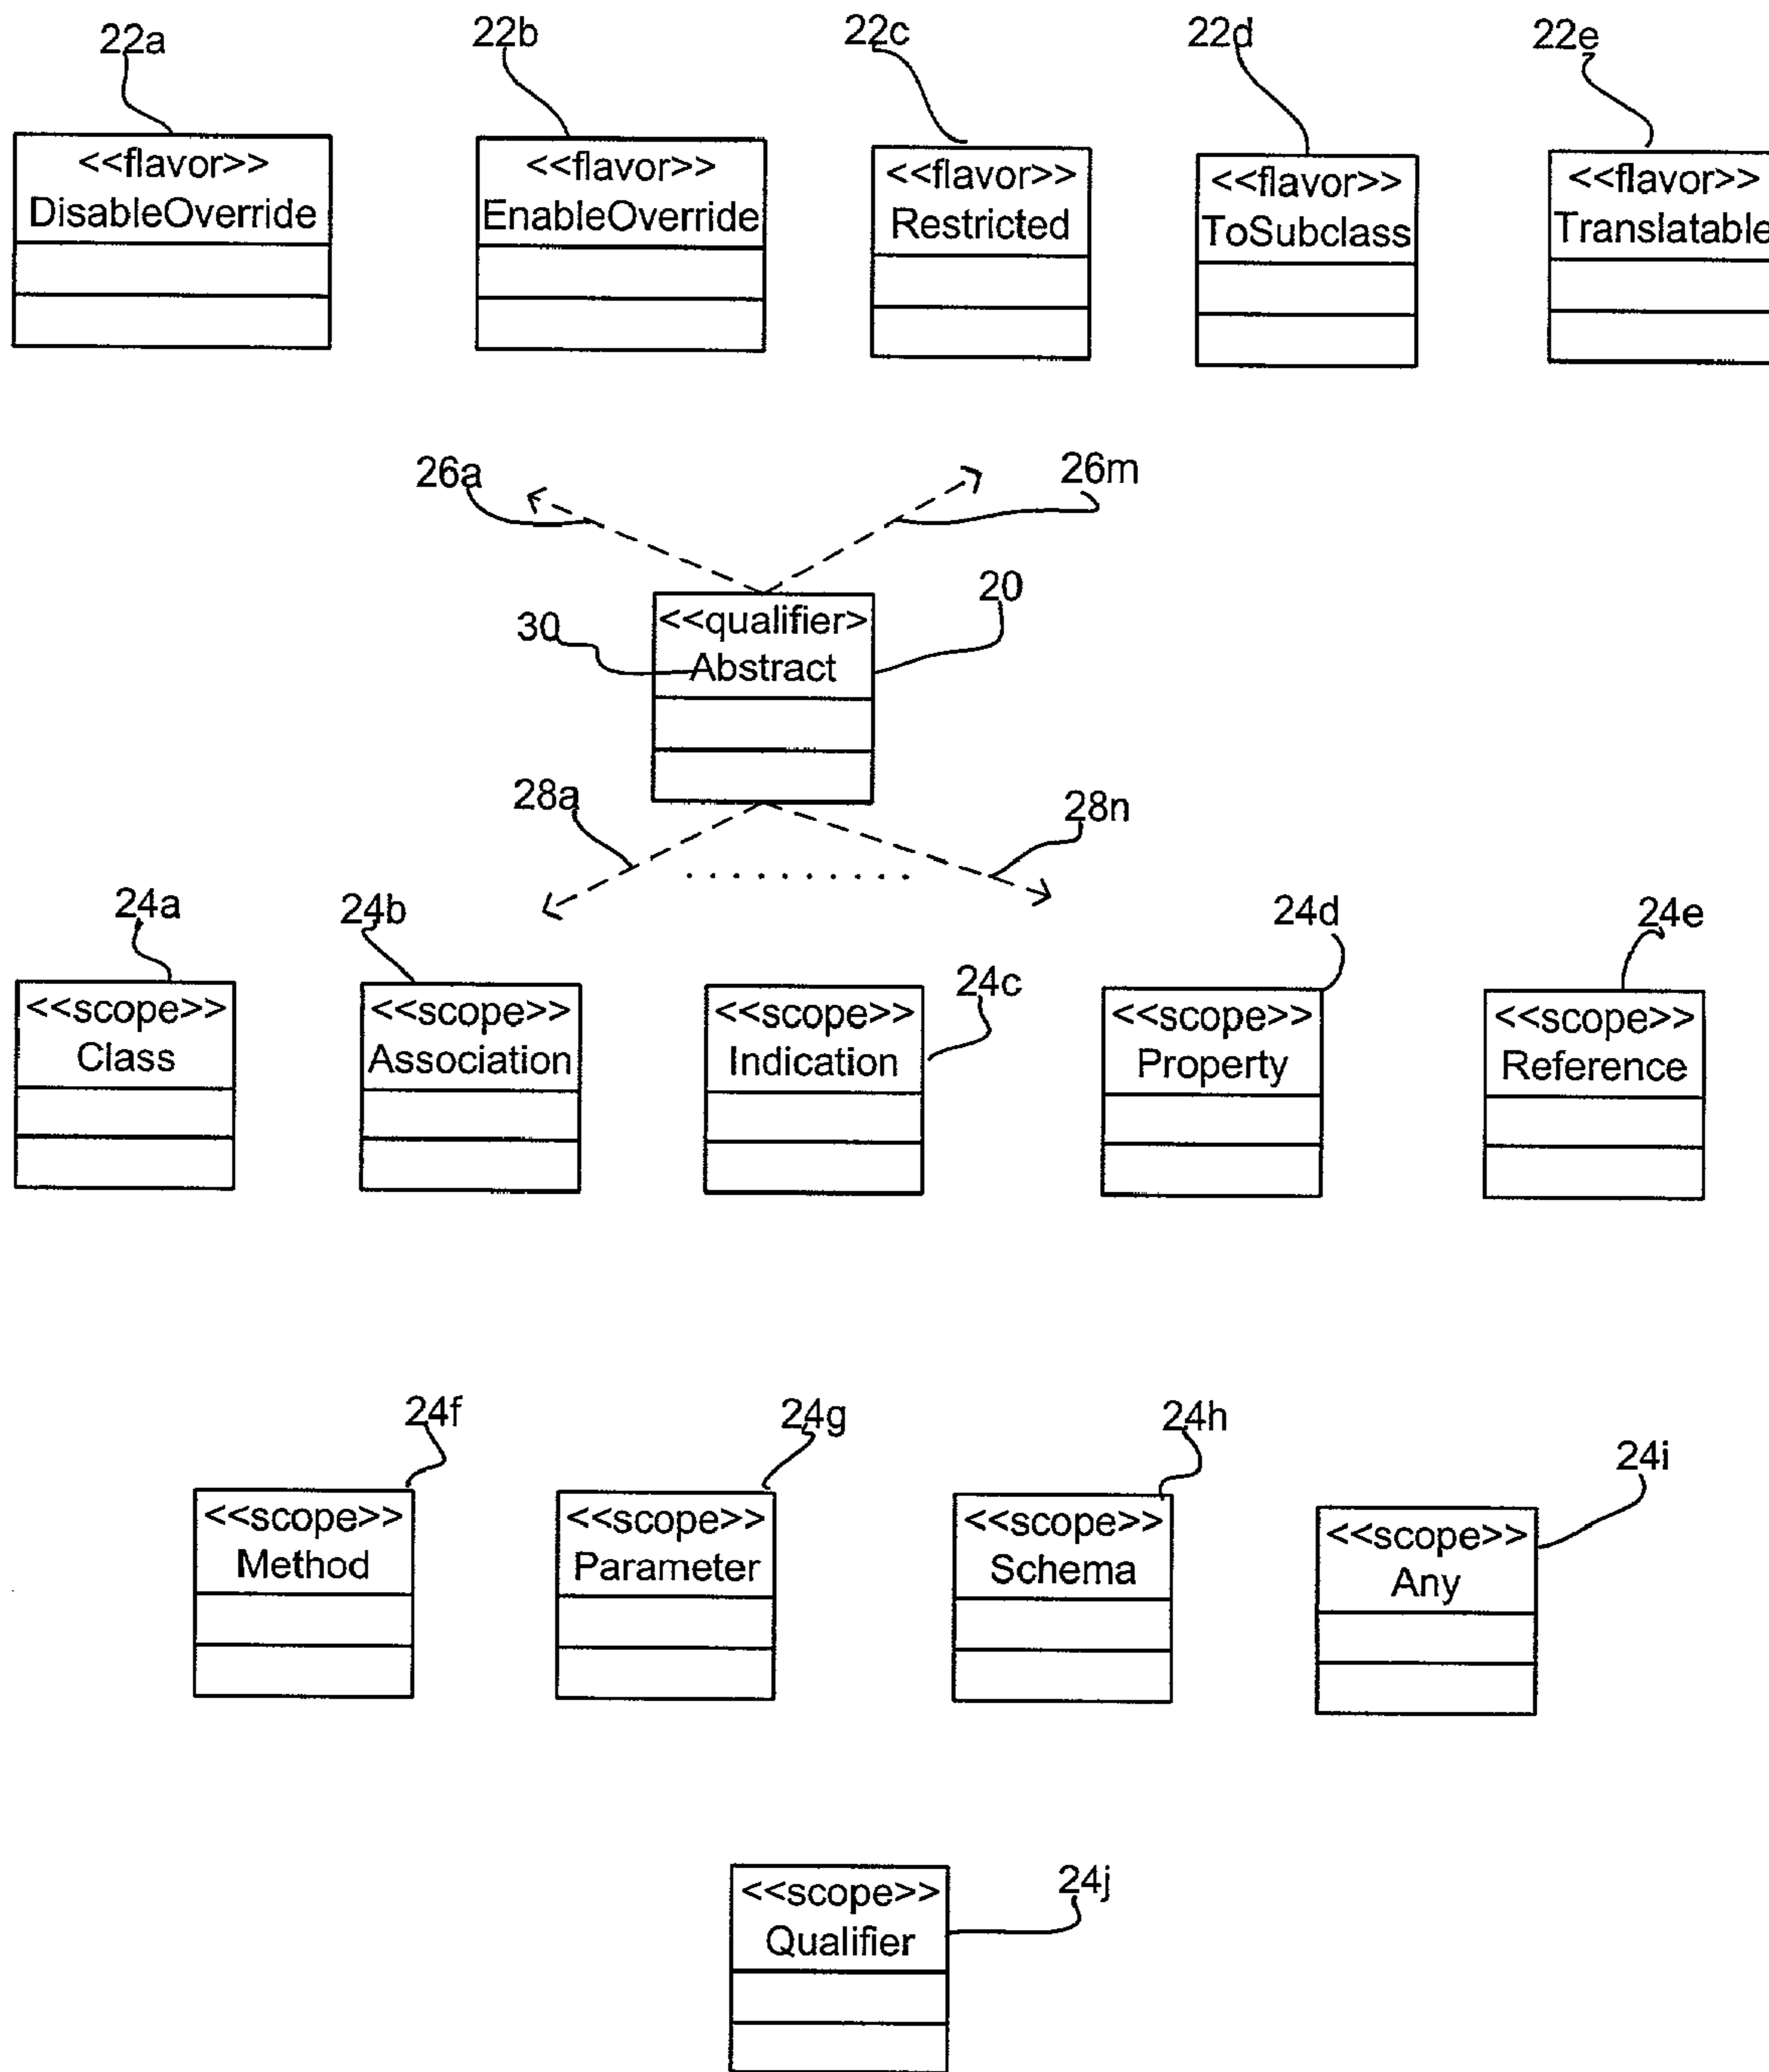 22a
22b
22c
22d
22e
<<flavor>>
DisableOverride
<<flavor>>
EnableOverride
<<flavor>>
Restricted
<<flavor>>
ToSubclass
<<flavor>>
Translatable
26a
26m
20
30
<<qualifier>
Abstract
28a
28n
24a
24b
24c
24d
24e
<<scope>>
Class
<<scope>>
Association
<<scope>>
Indication
<<scope>>
Property
<<scope>>
Reference
24f
24g
24h
24i
<<scope>>
Method
<<scope>>
Parameter
<<scope>>
Schema
<<scope>>
Any
24j
<<scope>>
Qualifier